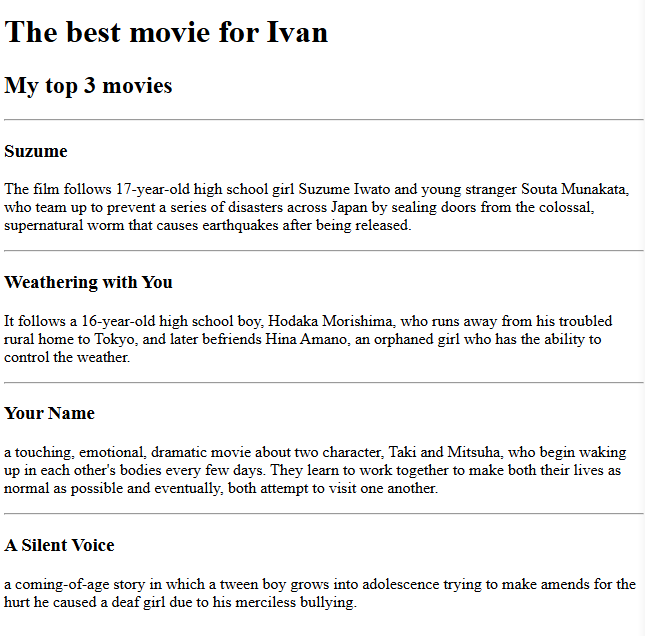 The best movie for Ivan
My top 3 movies
Suzume
The film follows 17-year-old high school girl Suzume Iwato and young stranger Souta Munakata,
who team up to prevent a series of disasters across Japan by sealing doors from the colossal,
supernatural worm that causes earthquakes after being released.
Weathering with You
It follows a 16-year-old high school boy, Hodaka Morishima, who runs away from his troubled
rural home to Tokyo, and later befriends Hina Amano, an orphaned girl who has the ability to
control the weather.
Your Name
a touching, emotional, dramatic movie about two character, Taki and Mitsuha, who begin waking
up in each other's bodies every few days. They learn to work together to make both their lives as
normal as possible and eventually, both attempt to visit one another.
A Silent Voice
a coming-of-age story in which a tween boy grows into adolescence trying to make amends for the
hurt he caused a deaf girl due to his merciless bullying.